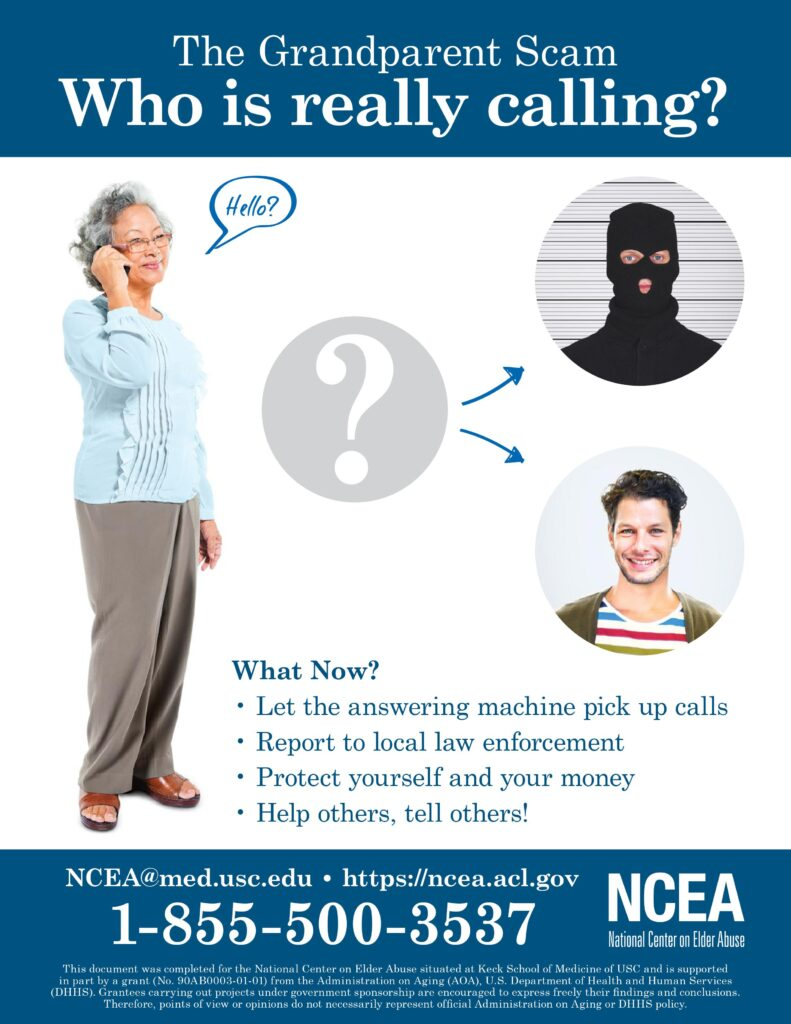 The Grandparent Scam
Who is really calling?
Hello?
?
What Now?
• Let the answering machine pick up calls
• Report to local law enforcement
• Protect yourself and your money
• Help others, tell others!
NCEA@med.usc.edu • https://ncea.acl.gov
1-855-500-3537
NCEA
National Center on Elder Abuse
This document was completed for the National Center on Elder Abuse situated at Keck School of Medicine of USC and is supported
in part by a grant (No. 90AB0003-01-01) from the Administration on Aging (AOA), U.S. Department of Health and Human Services
(DHHS). Grantees carrying out projects under government sponsorship are encouraged to express freely their findings and conclusions.
Therefore, points of view or opinions do not necessarily represent official Administration on Aging or DHHS policy.